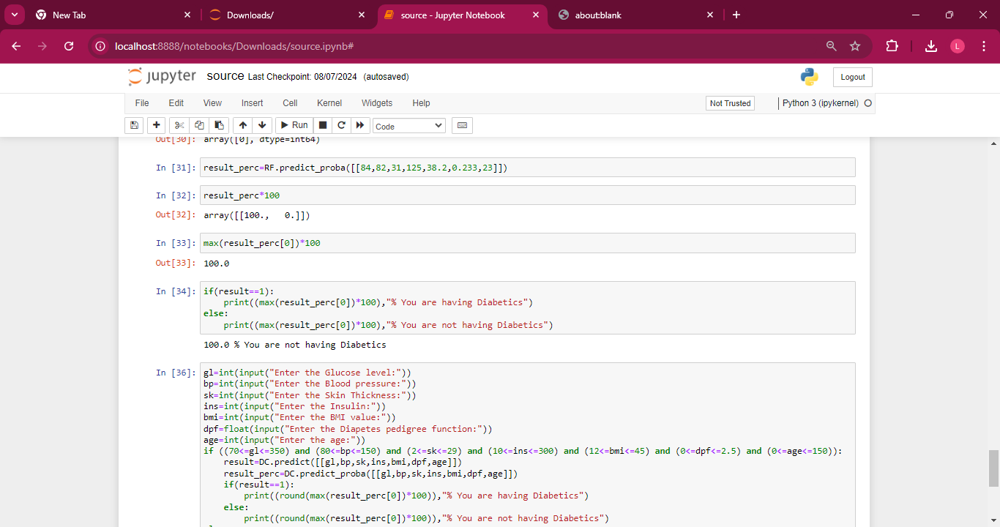 New Tab
Downloads/
source - Jupyter Notebook
about:blank
localhost:8888/notebooks/Downloads/source.ipynb#
L
jupyter source Last Checkpoint: 08/07/2024 (autosaved)
Logout
File Edit View Insert Cell Kernel Widgets Help
Not Trusted
Python 3 (ipykernel)
Run
Code
Out[30]: array([0], dtype=int64)
In [31]: result_perc=RF.predict_proba([[84,82,31,125,38.2,0.233,23]])
In [32]: result_perc*100
Out[32]: array([[100.,   0.]])
In [33]: max(result_perc[0])*100
Out[33]: 100.0
In [34]: if(result==1):
    print((max(result_perc[0])*100),"% You are having Diabetics")
else:
    print((max(result_perc[0])*100),"% You are not having Diabetics")
100.0 % You are not having Diabetics
In [36]: gl=int(input("Enter the Glucose level:"))
bp=int(input("Enter the Blood pressure:"))
sk=int(input("Enter the Skin Thickness:"))
ins=int(input("Enter the Insulin:"))
bmi=int(input("Enter the BMI value:"))
dpf=float(input("Enter the Diapetes pedigree function:"))
age=int(input("Enter the age:"))
if ((70<=gl<=350) and (80<=bp<=150) and (2<=sk<=29) and (10<=ins<=300) and (12<=bmi<=45) and (0<=dpf<=2.5) and (0<=age<=150)):
    result=DC.predict([[gl,bp,sk,ins,bmi,dpf,age]])
    result_perc=DC.predict_proba([[gl,bp,sk,ins,bmi,dpf,age]])
    if(result==1):
        print((round(max(result_perc[0])*100)),"% You are having Diabetics")
    else:
        print((round(max(result_perc[0])*100)),"% You are not having Diabetics")